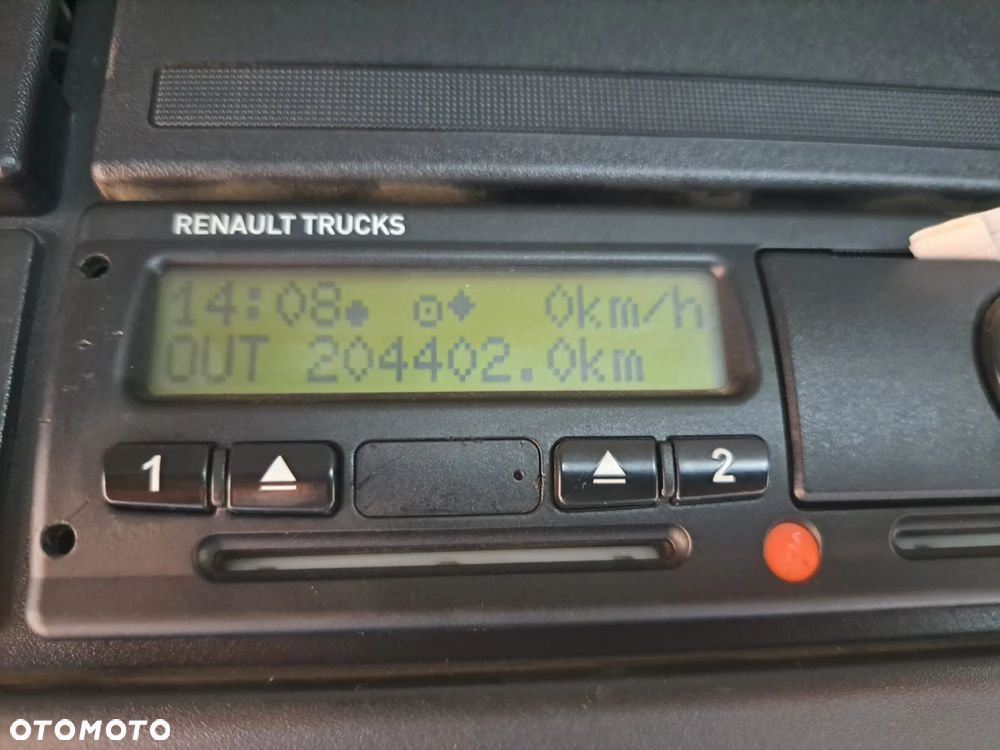 RENAULT TRUCKS
14:08 0km/h
OUT 204402.0km
1 2
OTOMOTO